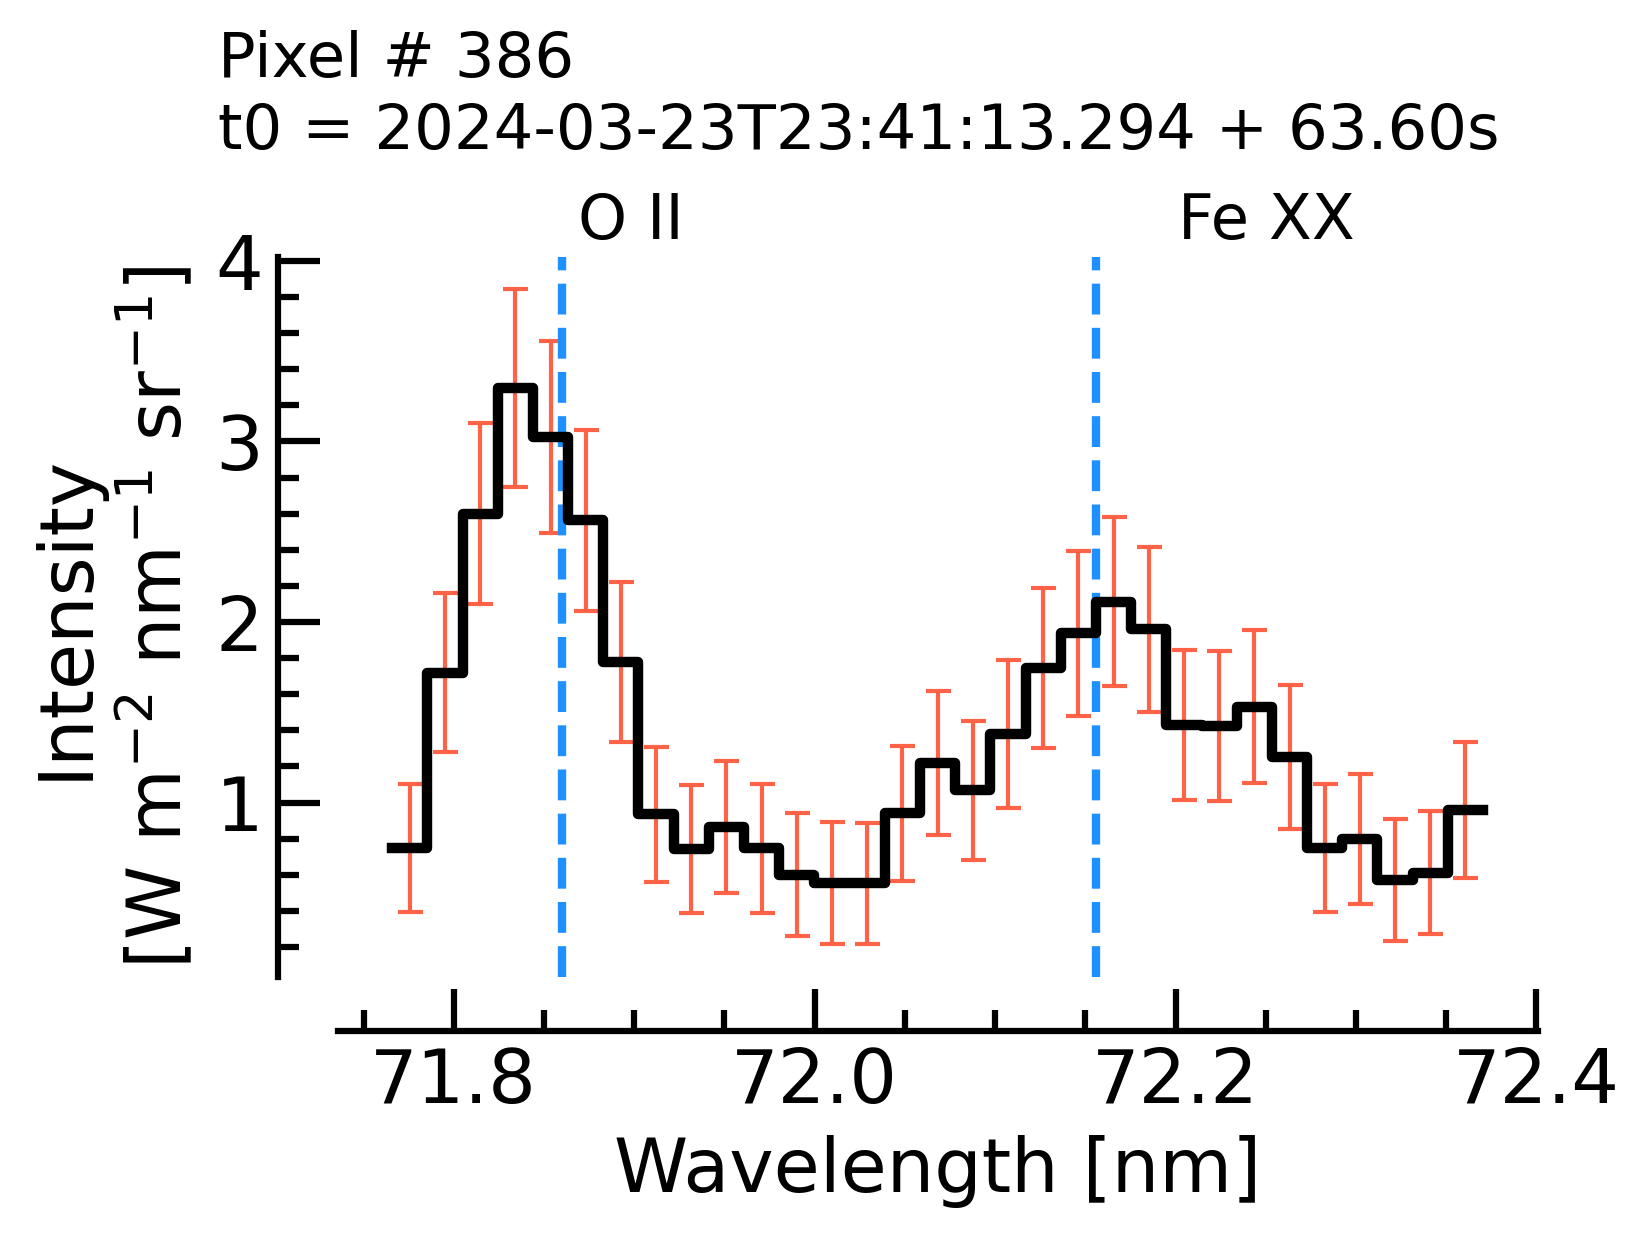 Pixel # 386
t0 = 2024-03-23T23:41:13.294 + 63.60s
O II
Fe XX
Intensity
[W m⁻² nm⁻¹ sr⁻¹]
4
3
2
1
71.8
72.0
72.2
72.4
Wavelength [nm]